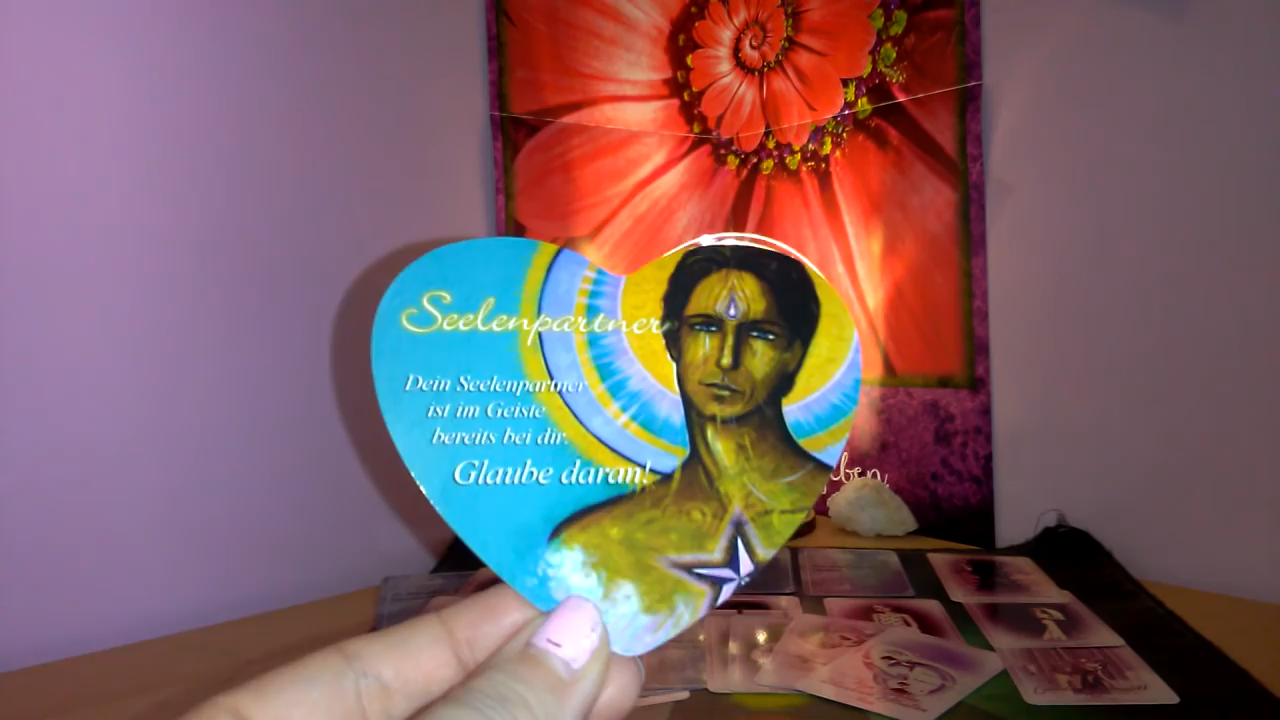 Seelenpartner
Dein Seelenpartner
ist im Geiste
bereits bei dir.
Glaube daran!